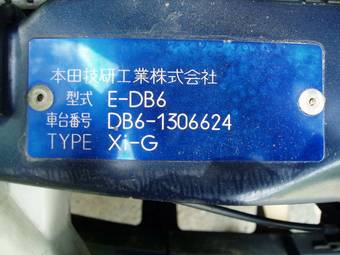 本田技研工業株式会社
型式 E-DB6
車台番号 DB6-1306624
TYPE Xi-G